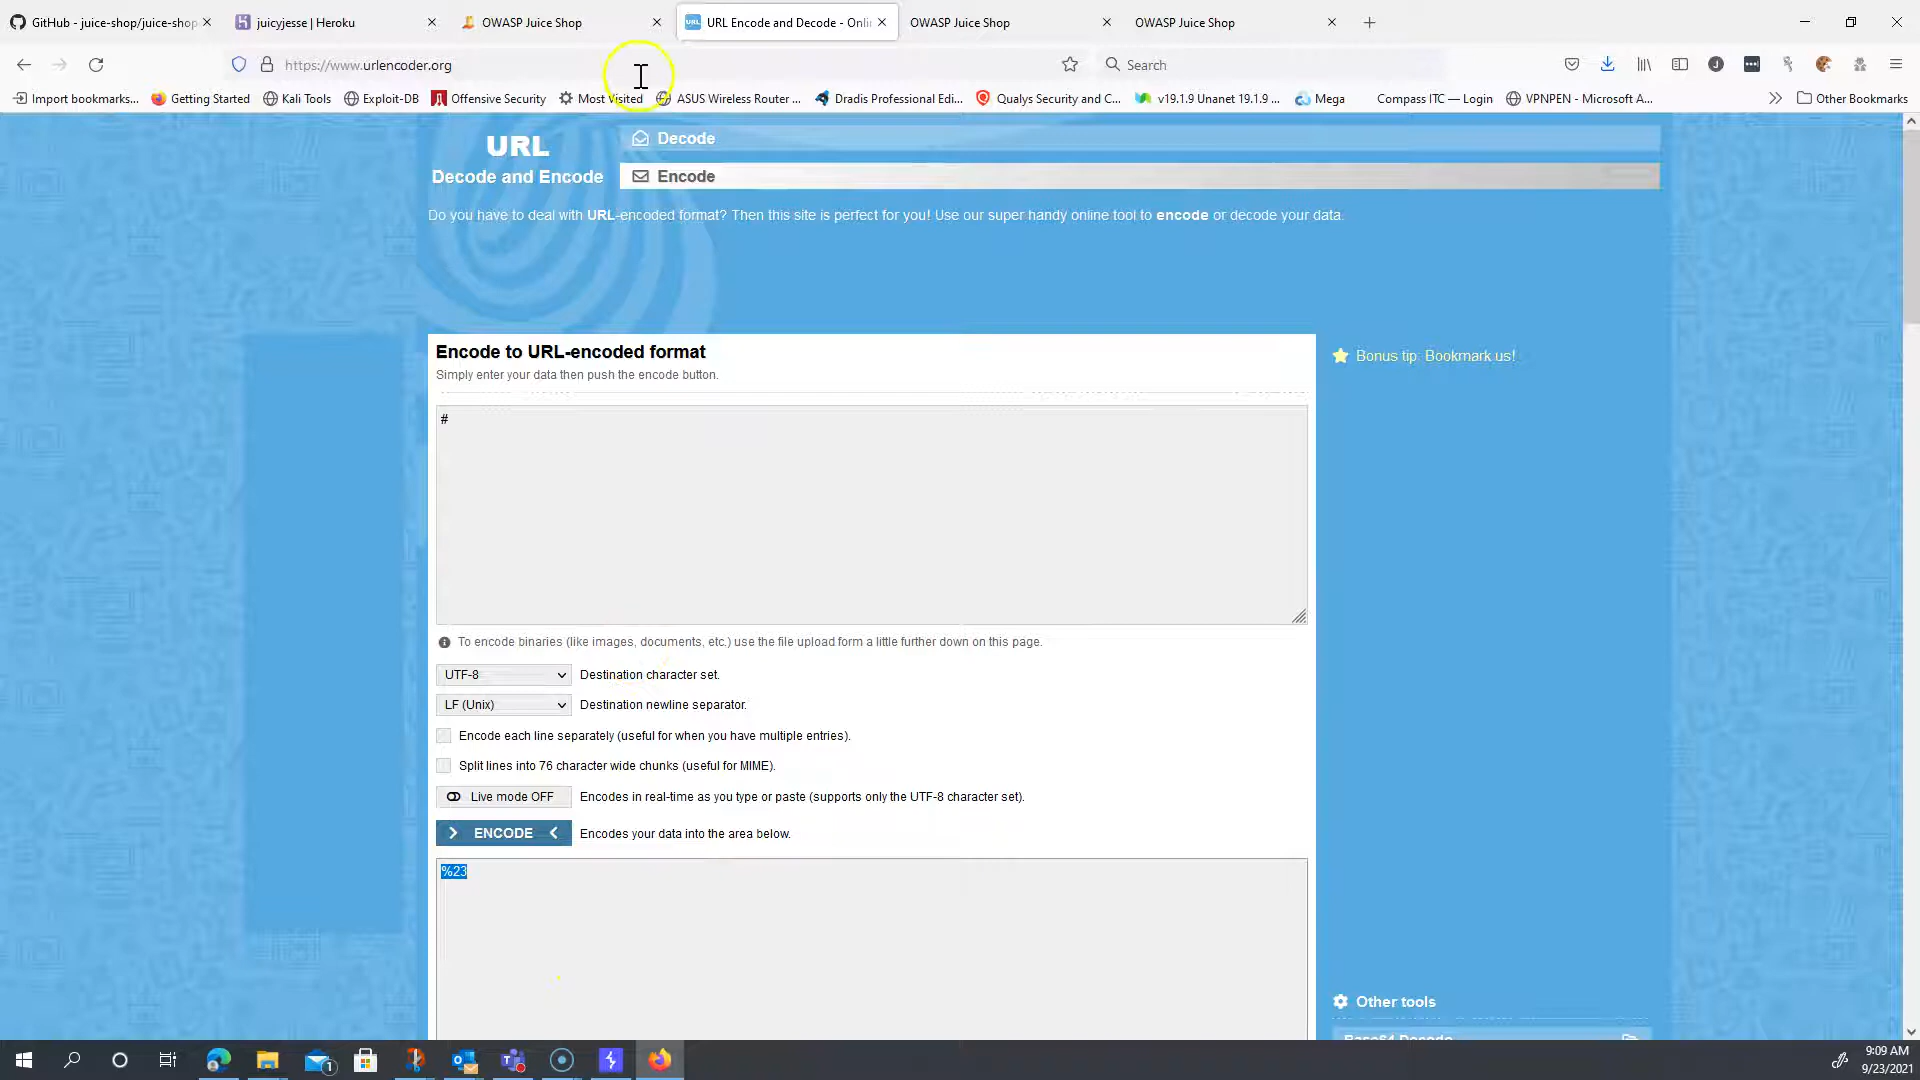 GitHub - juice-shop/juice-shop
juicyjesse | Heroku
OWASP Juice Shop
URL Encode and Decode - Onli
OWASP Juice Shop
OWASP Juice Shop
https://www.urlencoder.org
Search
Import bookmarks...
Getting Started
Kali Tools
Exploit-DB
Offensive Security
Most Visited
ASUS Wireless Router ...
Dradis Professional Edi...
Qualys Security and C...
v19.1.9 Unanet 19.1.9 ...
Mega
Compass ITC — Login
VPNPEN - Microsoft A...
Other Bookmarks
URL
Decode and Encode
Decode
Encode
Do you have to deal with URL-encoded format? Then this site is perfect for you! Use our super handy online tool to encode or decode your data.
Encode to URL-encoded format
Simply enter your data then push the encode button.
Bonus tip: Bookmark us!
#
To encode binaries (like images, documents, etc.) use the file upload form a little further down on this page.
UTF-8
Destination character set.
LF (Unix)
Destination newline separator.
Encode each line separately (useful for when you have multiple entries).
Split lines into 76 character wide chunks (useful for MIME).
Live mode OFF
Encodes in real-time as you type or paste (supports only the UTF-8 character set).
> ENCODE <
Encodes your data into the area below.
%23
Other tools
Base64 Decode
9:09 AM
9/23/2021